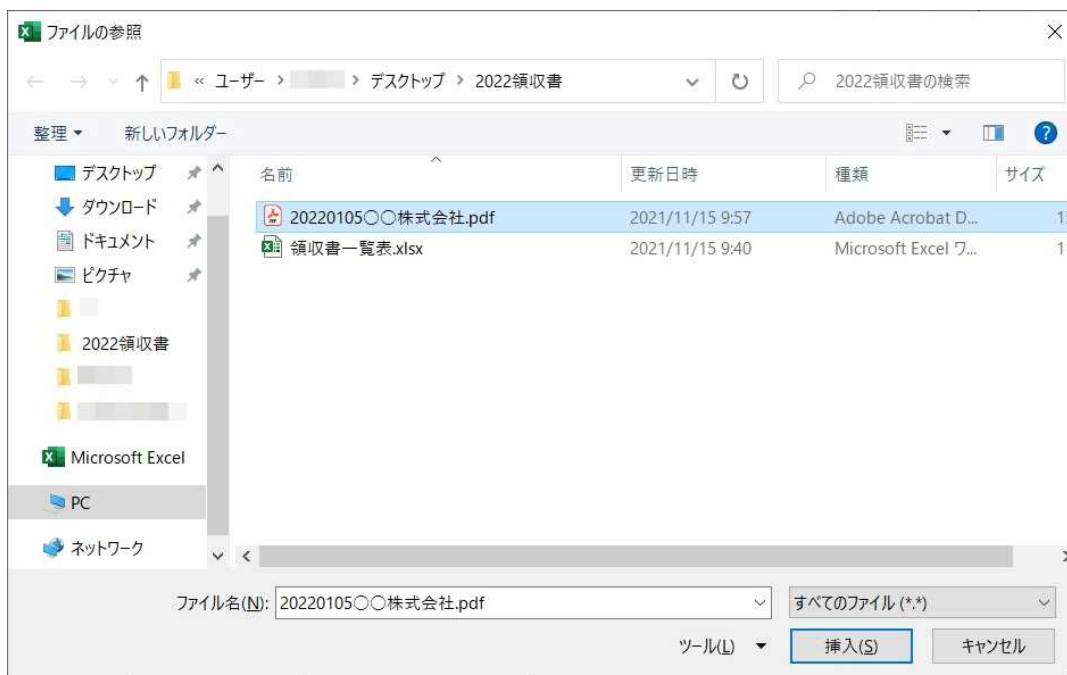 ファイルの参照
« ユーザー > > デスクトップ > 2022領収書
2022領収書の検索
整理 新しいフォルダー
名前 更新日時 種類 サイズ
デスクトップ
ダウンロード
ドキュメント
ピクチャ
2022領収書
Microsoft Excel
PC
ネットワーク
20220105〇〇株式会社.pdf 2021/11/15 9:57 Adobe Acrobat D...
領収書一覧表.xlsx 2021/11/15 9:40 Microsoft Excel ワ...
ファイル名(N): 20220105〇〇株式会社.pdf すべてのファイル (*.*)
ツール(L) 挿入(S) キャンセル